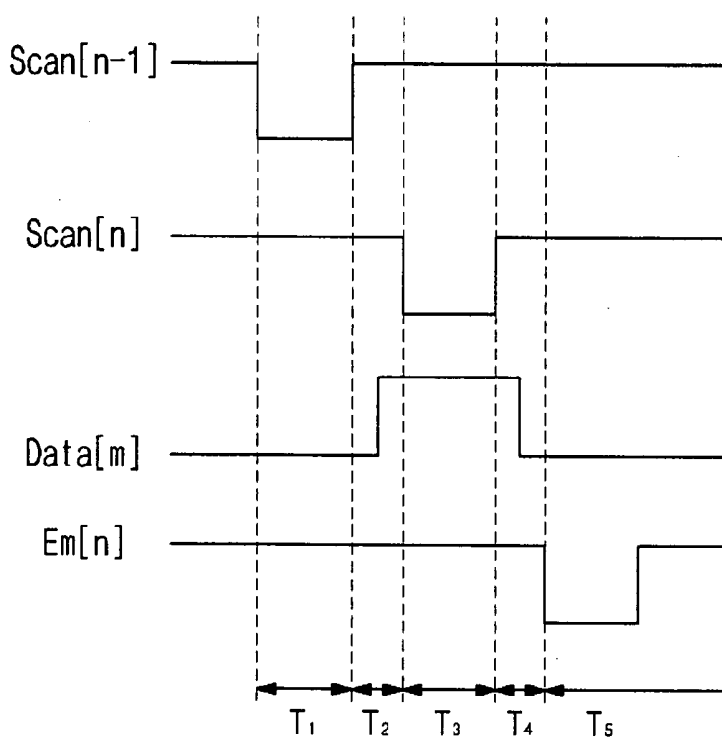 Scan[n-1]
Scan[n]
Data[m]
Em[n]
T₁ T₂ T₃ T₄ T₅